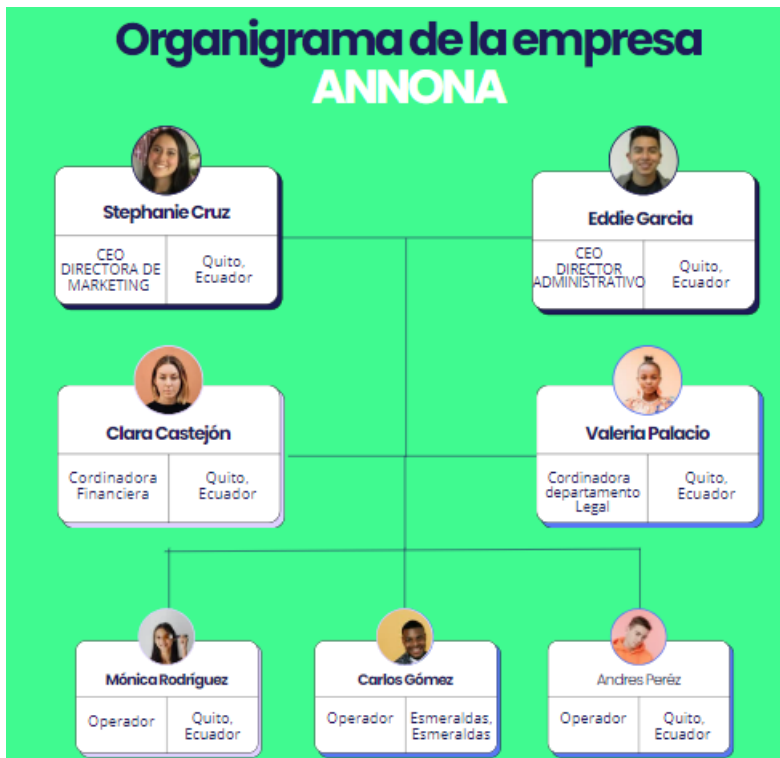 Organigrama de la empresa
ANNONA
Stephanie Cruz
CEO
DIRECTORA DE
MARKETING
Quito,
Ecuador
Eddie Garcia
CEO
DIRECTOR
ADMINISTRATIVO
Quito,
Ecuador
Clara Castejón
Cordinadora
Financiera
Quito,
Ecuador
Valeria Palacio
Cordinadora
departamento
Legal
Quito,
Ecuador
Mónica Rodríguez
Operador
Quito,
Ecuador
Carlos Gómez
Operador
Esmeraldas,
Esmeraldas
Andres Peréz
Operador
Quito,
Ecuador